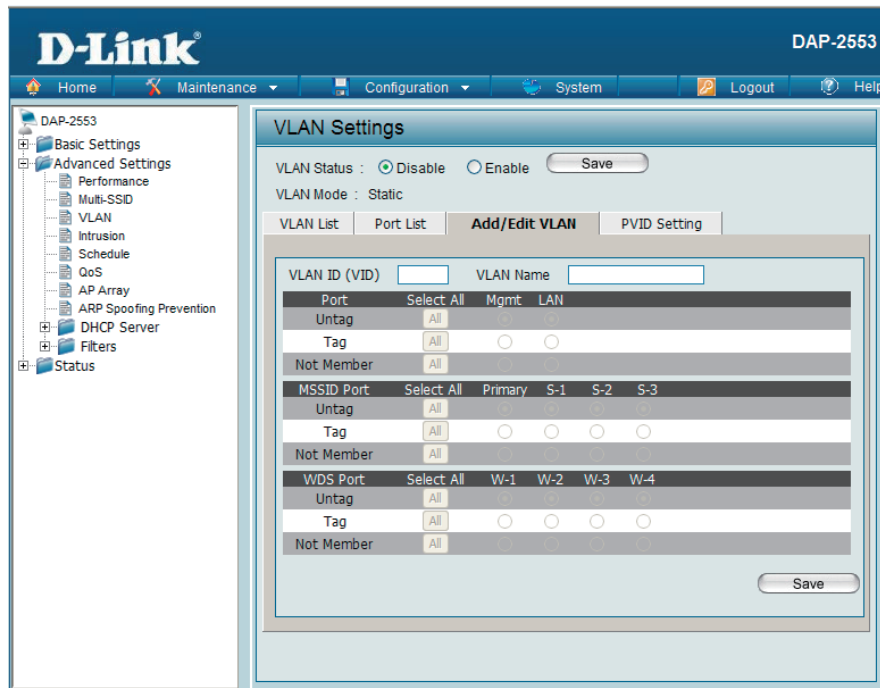 D-Link®
DAP-2553
Home Maintenance Configuration System Logout Help
DAP-2553
Basic Settings
Advanced Settings
Performance
Multi-SSID
VLAN
Intrusion
Schedule
QoS
AP Array
ARP Spoofing Prevention
DHCP Server
Filters
Status
VLAN Settings
VLAN Status : Disable Enable Save
VLAN Mode : Static
VLAN List Port List Add/Edit VLAN PVID Setting
VLAN ID (VID) VLAN Name
Port Select All Mgmt LAN
Untag All
Tag All
Not Member All
MSSID Port Select All Primary S-1 S-2 S-3
Untag All
Tag All
Not Member All
WDS Port Select All W-1 W-2 W-3 W-4
Untag All
Tag All
Not Member All
Save